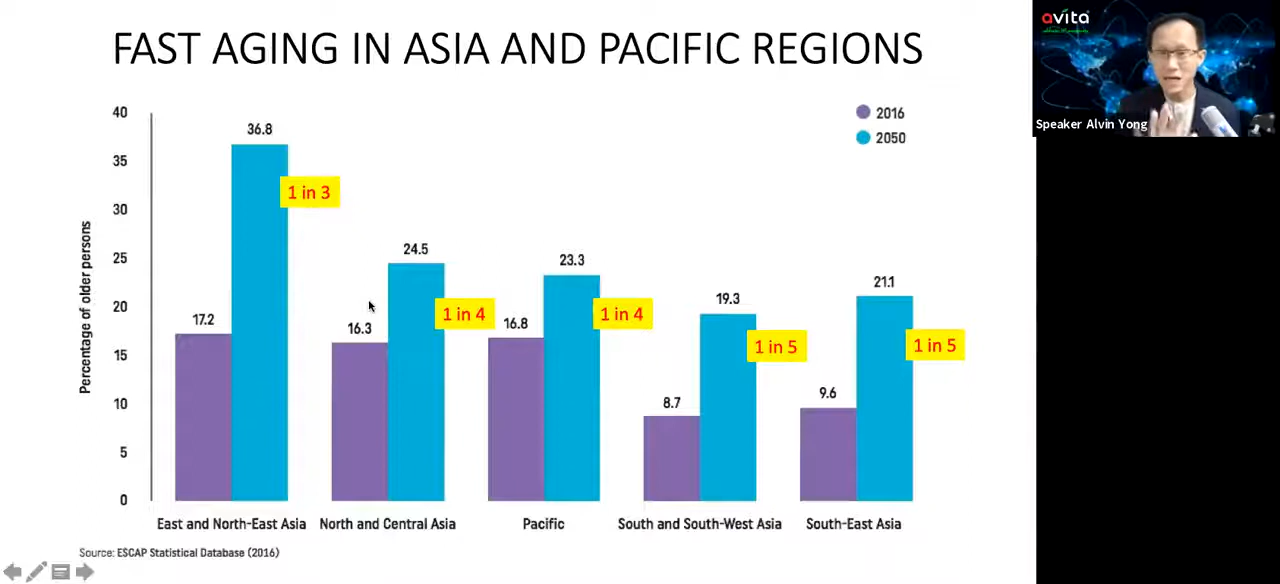 FAST AGING IN ASIA AND PACIFIC REGIONS
avita
Speaker Alvin Yong
2016
2050
Percentage of older persons
40
35
30
25
20
15
10
5
0
17.2
36.8
1 in 3
16.3
24.5
1 in 4
16.8
23.3
1 in 4
8.7
19.3
1 in 5
9.6
21.1
1 in 5
East and North-East Asia
North and Central Asia
Pacific
South and South-West Asia
South-East Asia
Source: ESCAP Statistical Database (2016)